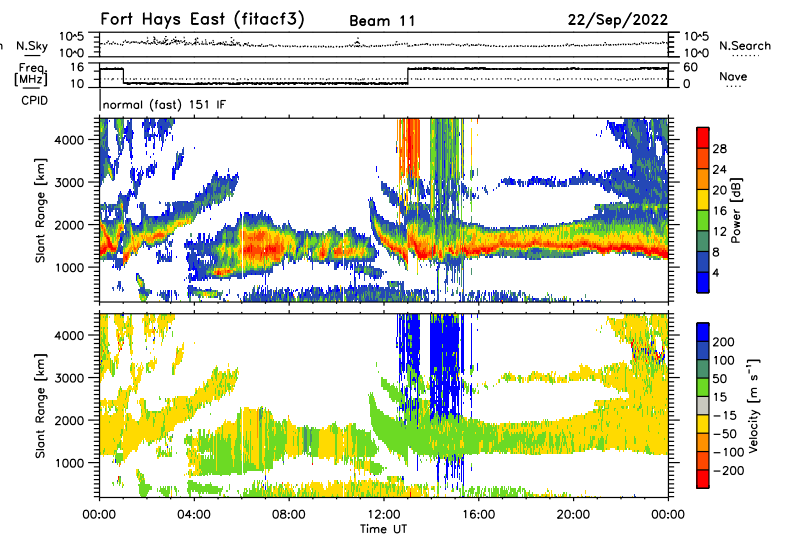 Fort Hays East (fitacf3) Beam 11 22/Sep/2022
n N.Sky 10^5 10^0 10^5 10^0 N.Search
Freq. [MHz] 16 10 60 0 Nave
CPID normal (fast) 151 IF
Slant Range [km] 4000 3000 2000 1000
28 24 20 16 12 8 4 Power [dB]
Slant Range [km] 4000 3000 2000 1000
200 100 50 15 −15 −50 −100 −200 Velocity [m s⁻¹]
00:00 04:00 08:00 12:00 16:00 20:00 00:00
Time UT